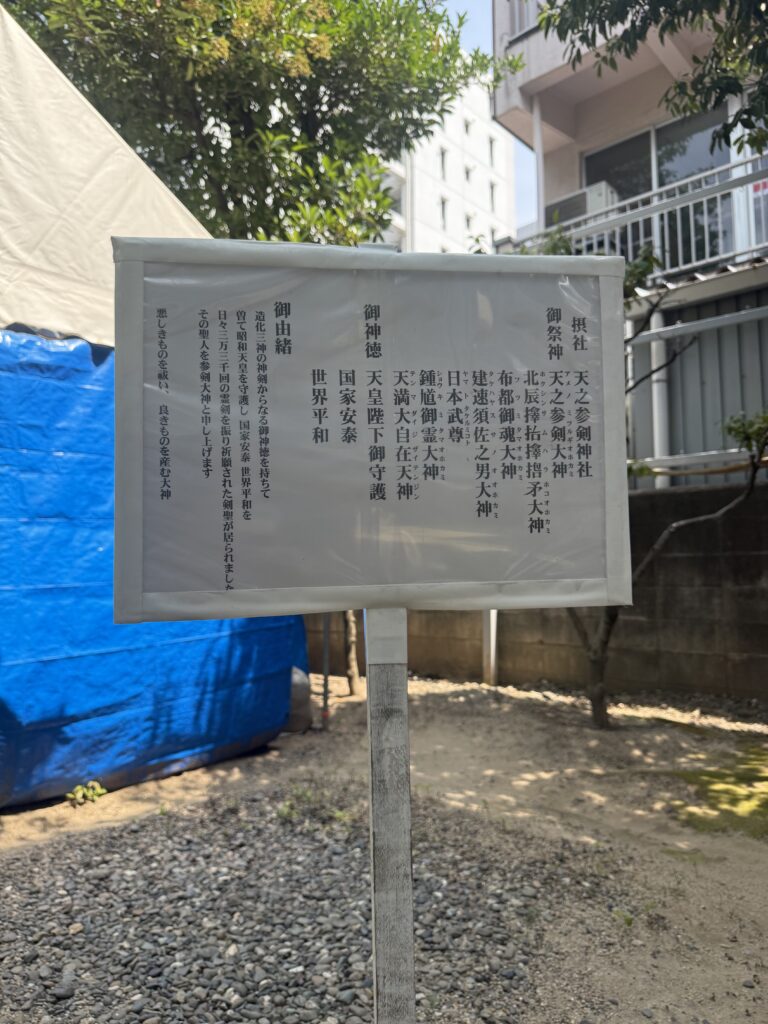 摂社　天之参剣神社
御祭神　天之参剣大神
北辰擇抬擇撍矛大神
布都御魂大神
建速須佐之男大神
日本武尊
鍾馗御霊大神
天満大自在天神
御神徳　天皇陛下御守護
国家安泰
世界平和
御由緒
造化三神の神剣からなる御神徳を持ちて
曽て昭和天皇を守護し 国家安泰 世界平和を
日々三万三千回の霊剣を振り祈願された剣聖が居られました
その聖人を参剣大神と申し上げます
悪しきものを祓い、良きものを産む大神